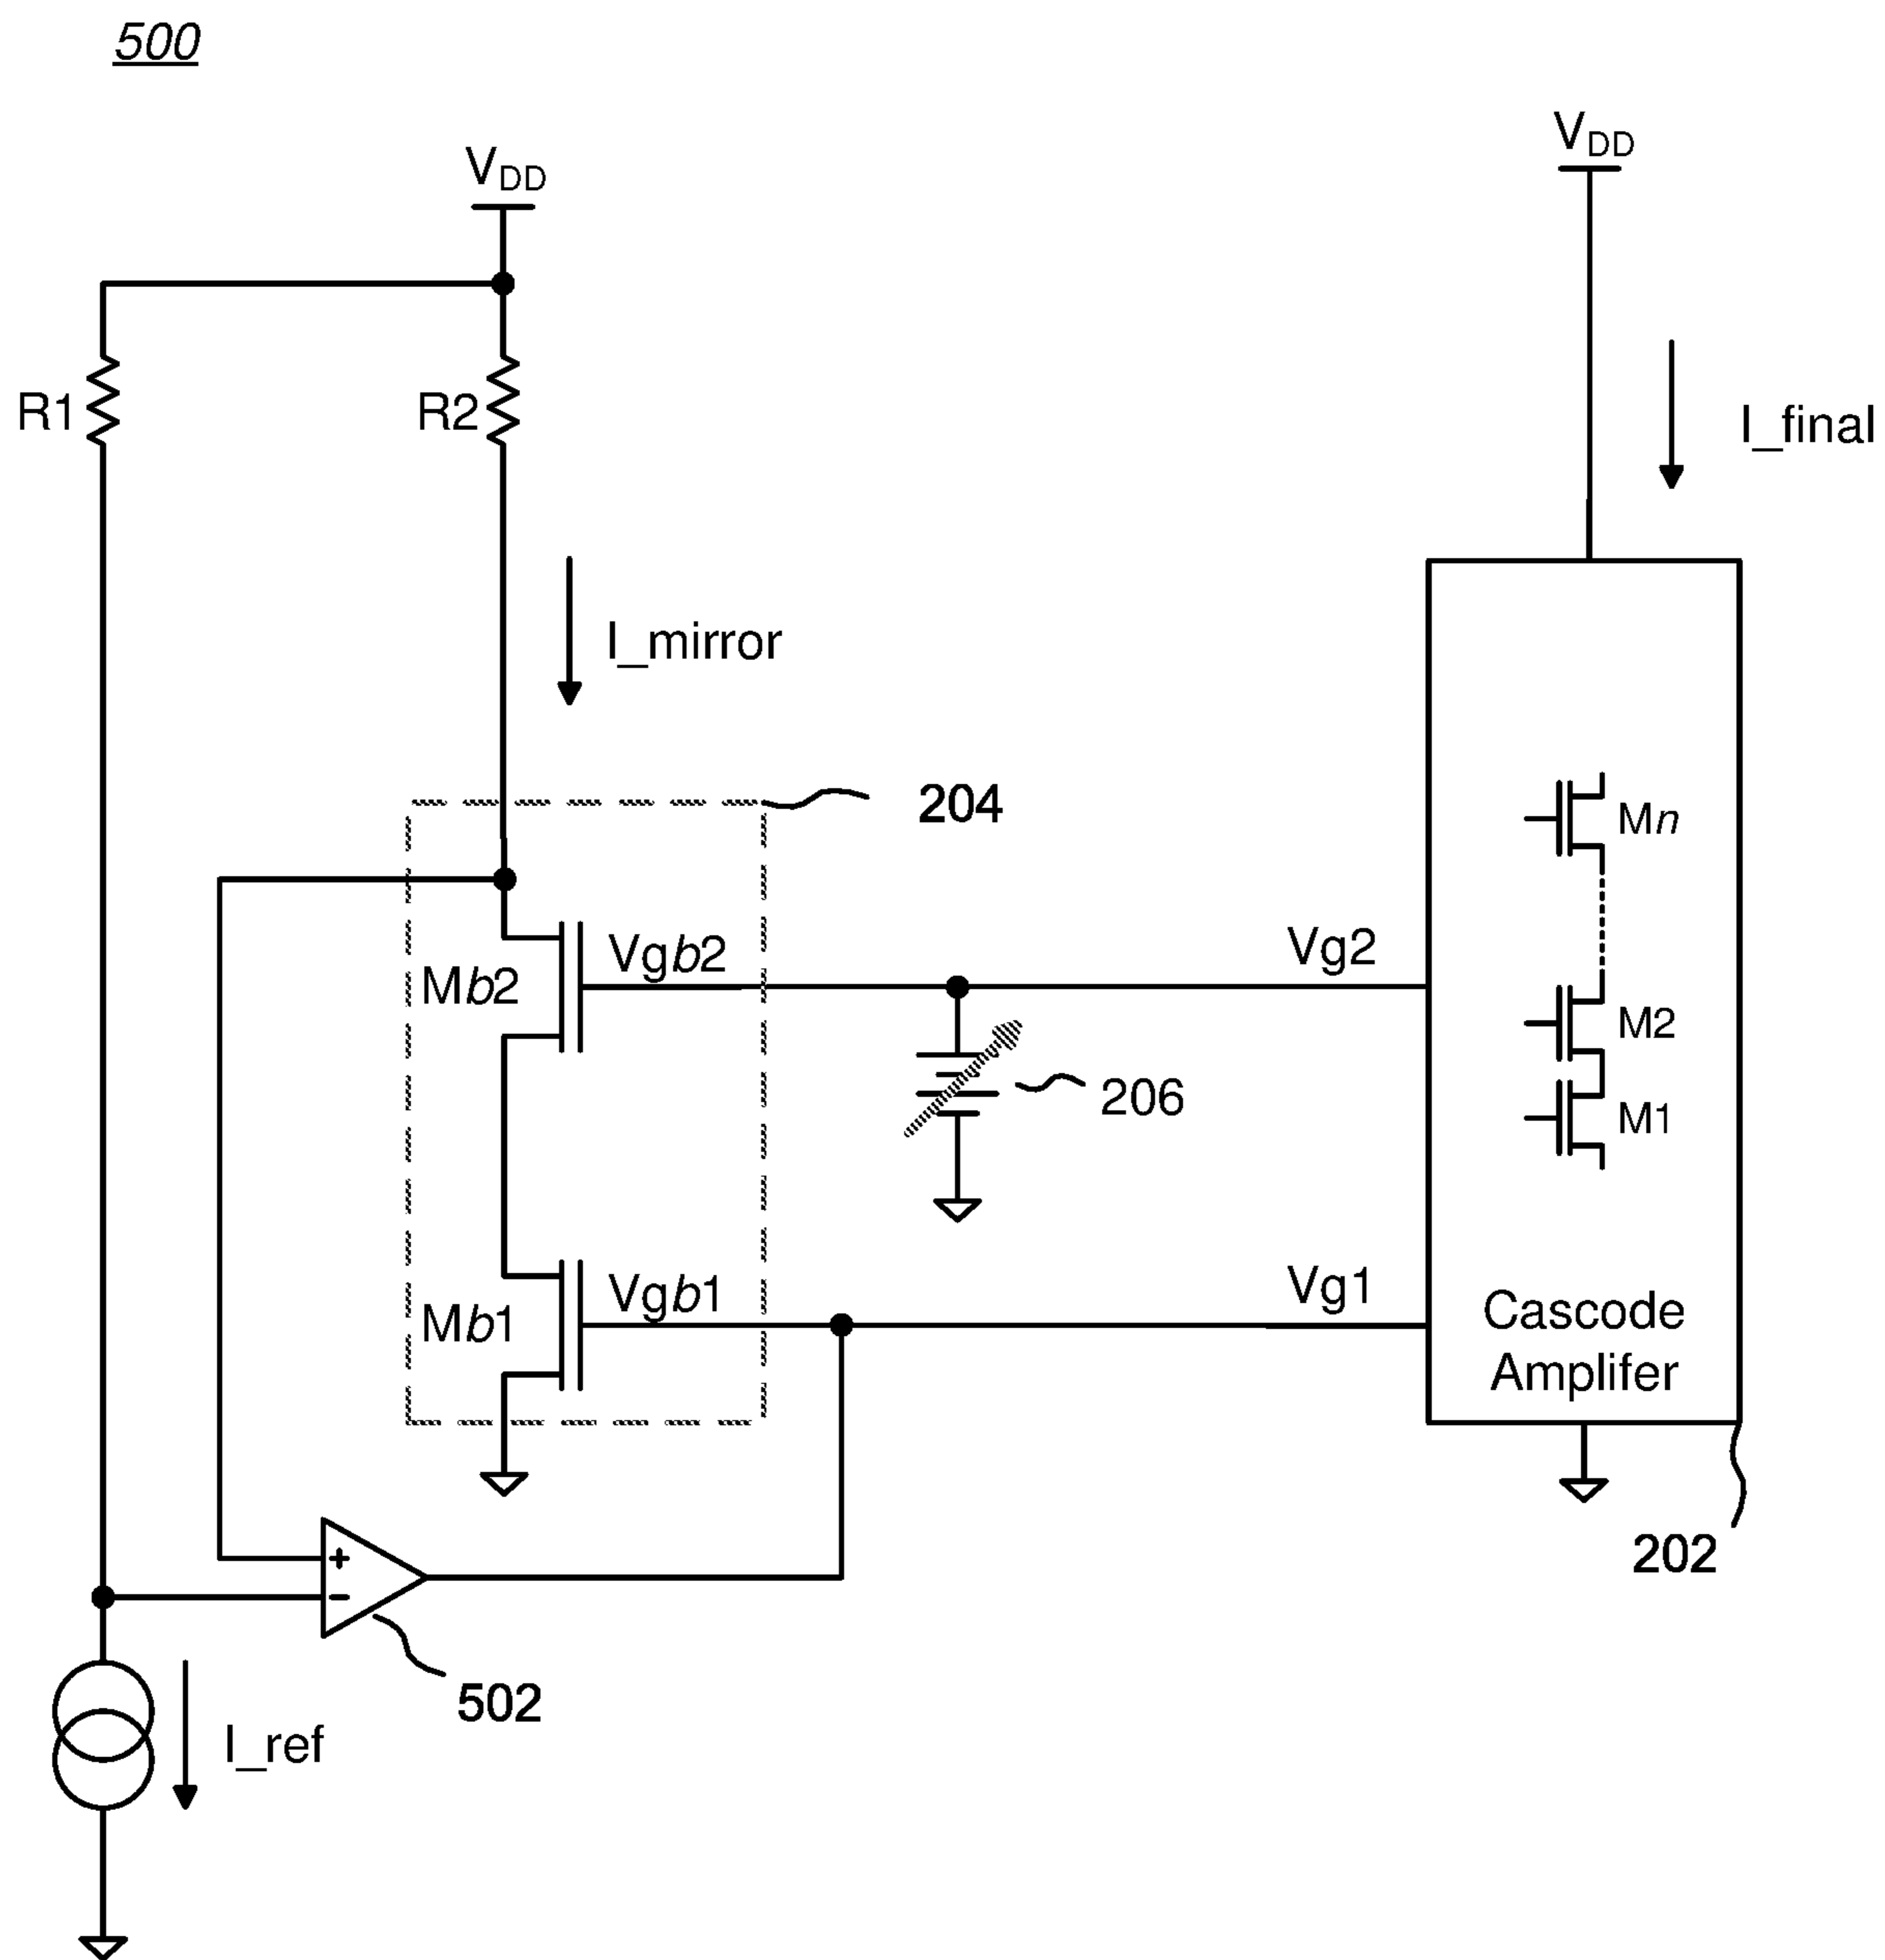 500
VDD
VDD
R1
R2
I_final
I_mirror
204
Mn
Vgb2
Vg2
Mb2
M2
206
M1
Vgb1
Vg1
Mb1
Cascode
Amplifer
+
−
202
502
I_ref